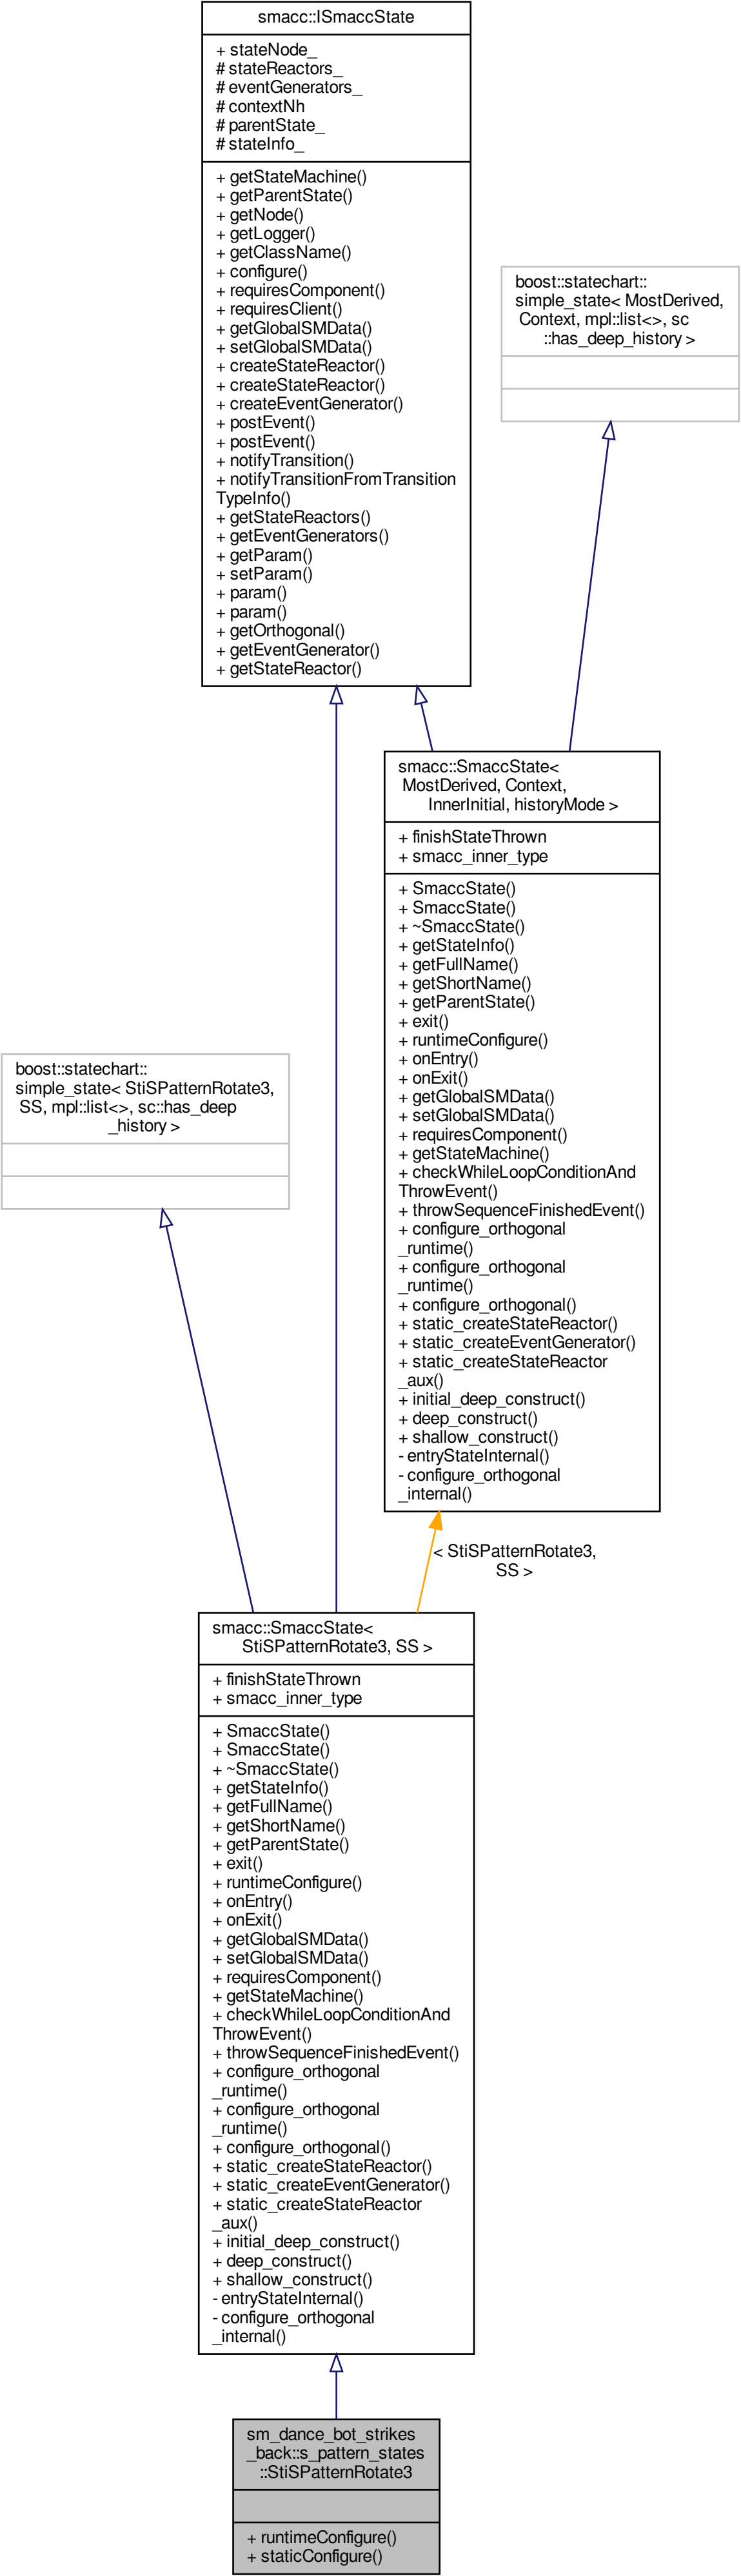 smacc::ISmaccState
+ stateNode_
# stateReactors_
# eventGenerators_
# contextNh
# parentState_
# stateInfo_
+ getStateMachine()
+ getParentState()
+ getNode()
+ getLogger()
+ getClassName()
+ configure()
+ requiresComponent()
+ requiresClient()
+ getGlobalSMData()
+ setGlobalSMData()
+ createStateReactor()
+ createStateReactor()
+ createEventGenerator()
+ postEvent()
+ postEvent()
+ notifyTransition()
+ notifyTransitionFromTransition
TypeInfo()
+ getStateReactors()
+ getEventGenerators()
+ getParam()
+ setParam()
+ param()
+ param()
+ getOrthogonal()
+ getEventGenerator()
+ getStateReactor()
boost::statechart::
simple_state< MostDerived,
Context, mpl::list<>, sc
::has_deep_history >
smacc::SmaccState<
MostDerived, Context,
InnerInitial, historyMode >
+ finishStateThrown
+ smacc_inner_type
+ SmaccState()
+ SmaccState()
+ ~SmaccState()
+ getStateInfo()
+ getFullName()
+ getShortName()
+ getParentState()
+ exit()
+ runtimeConfigure()
+ onEntry()
+ onExit()
+ getGlobalSMData()
+ setGlobalSMData()
+ requiresComponent()
+ getStateMachine()
+ checkWhileLoopConditionAnd
ThrowEvent()
+ throwSequenceFinishedEvent()
+ configure_orthogonal
_runtime()
+ configure_orthogonal
_runtime()
+ configure_orthogonal()
+ static_createStateReactor()
+ static_createEventGenerator()
+ static_createStateReactor
_aux()
+ initial_deep_construct()
+ deep_construct()
+ shallow_construct()
- entryStateInternal()
- configure_orthogonal
_internal()
boost::statechart::
simple_state< StiSPatternRotate3,
SS, mpl::list<>, sc::has_deep
_history >
< StiSPatternRotate3,
SS >
smacc::SmaccState<
StiSPatternRotate3, SS >
+ finishStateThrown
+ smacc_inner_type
+ SmaccState()
+ SmaccState()
+ ~SmaccState()
+ getStateInfo()
+ getFullName()
+ getShortName()
+ getParentState()
+ exit()
+ runtimeConfigure()
+ onEntry()
+ onExit()
+ getGlobalSMData()
+ setGlobalSMData()
+ requiresComponent()
+ getStateMachine()
+ checkWhileLoopConditionAnd
ThrowEvent()
+ throwSequenceFinishedEvent()
+ configure_orthogonal
_runtime()
+ configure_orthogonal
_runtime()
+ configure_orthogonal()
+ static_createStateReactor()
+ static_createEventGenerator()
+ static_createStateReactor
_aux()
+ initial_deep_construct()
+ deep_construct()
+ shallow_construct()
- entryStateInternal()
- configure_orthogonal
_internal()
sm_dance_bot_strikes
_back::s_pattern_states
::StiSPatternRotate3
+ runtimeConfigure()
+ staticConfigure()